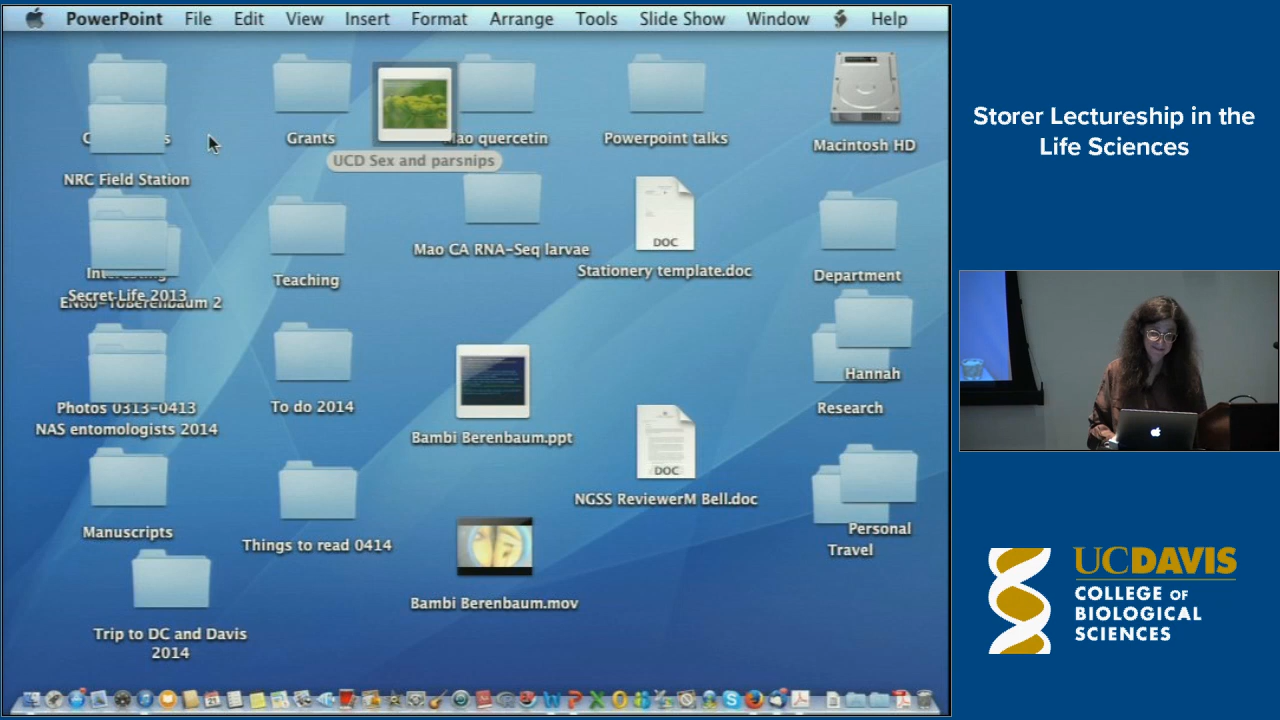 PowerPoint File Edit View Insert Format Arrange Tools Slide Show Window Help
Grants
Mao quercetin
Powerpoint talks
Macintosh HD
UCD Sex and parsnips
NRC Field Station
Mao CA RNA-Seq larvae
Stationery template.doc
DOC
Department
Teaching
Secret Life 2013
Hannah
Research
Photos 0313-0413
To do 2014
NAS entomologists 2014
Bambi Berenbaum.ppt
DOC
NGSS ReviewerM Bell.doc
Manuscripts
Things to read 0414
Personal
Travel
Bambi Berenbaum.mov
Trip to DC and Davis
2014
Storer Lectureship in the
Life Sciences
UCDAVIS
COLLEGE OF
BIOLOGICAL
SCIENCES